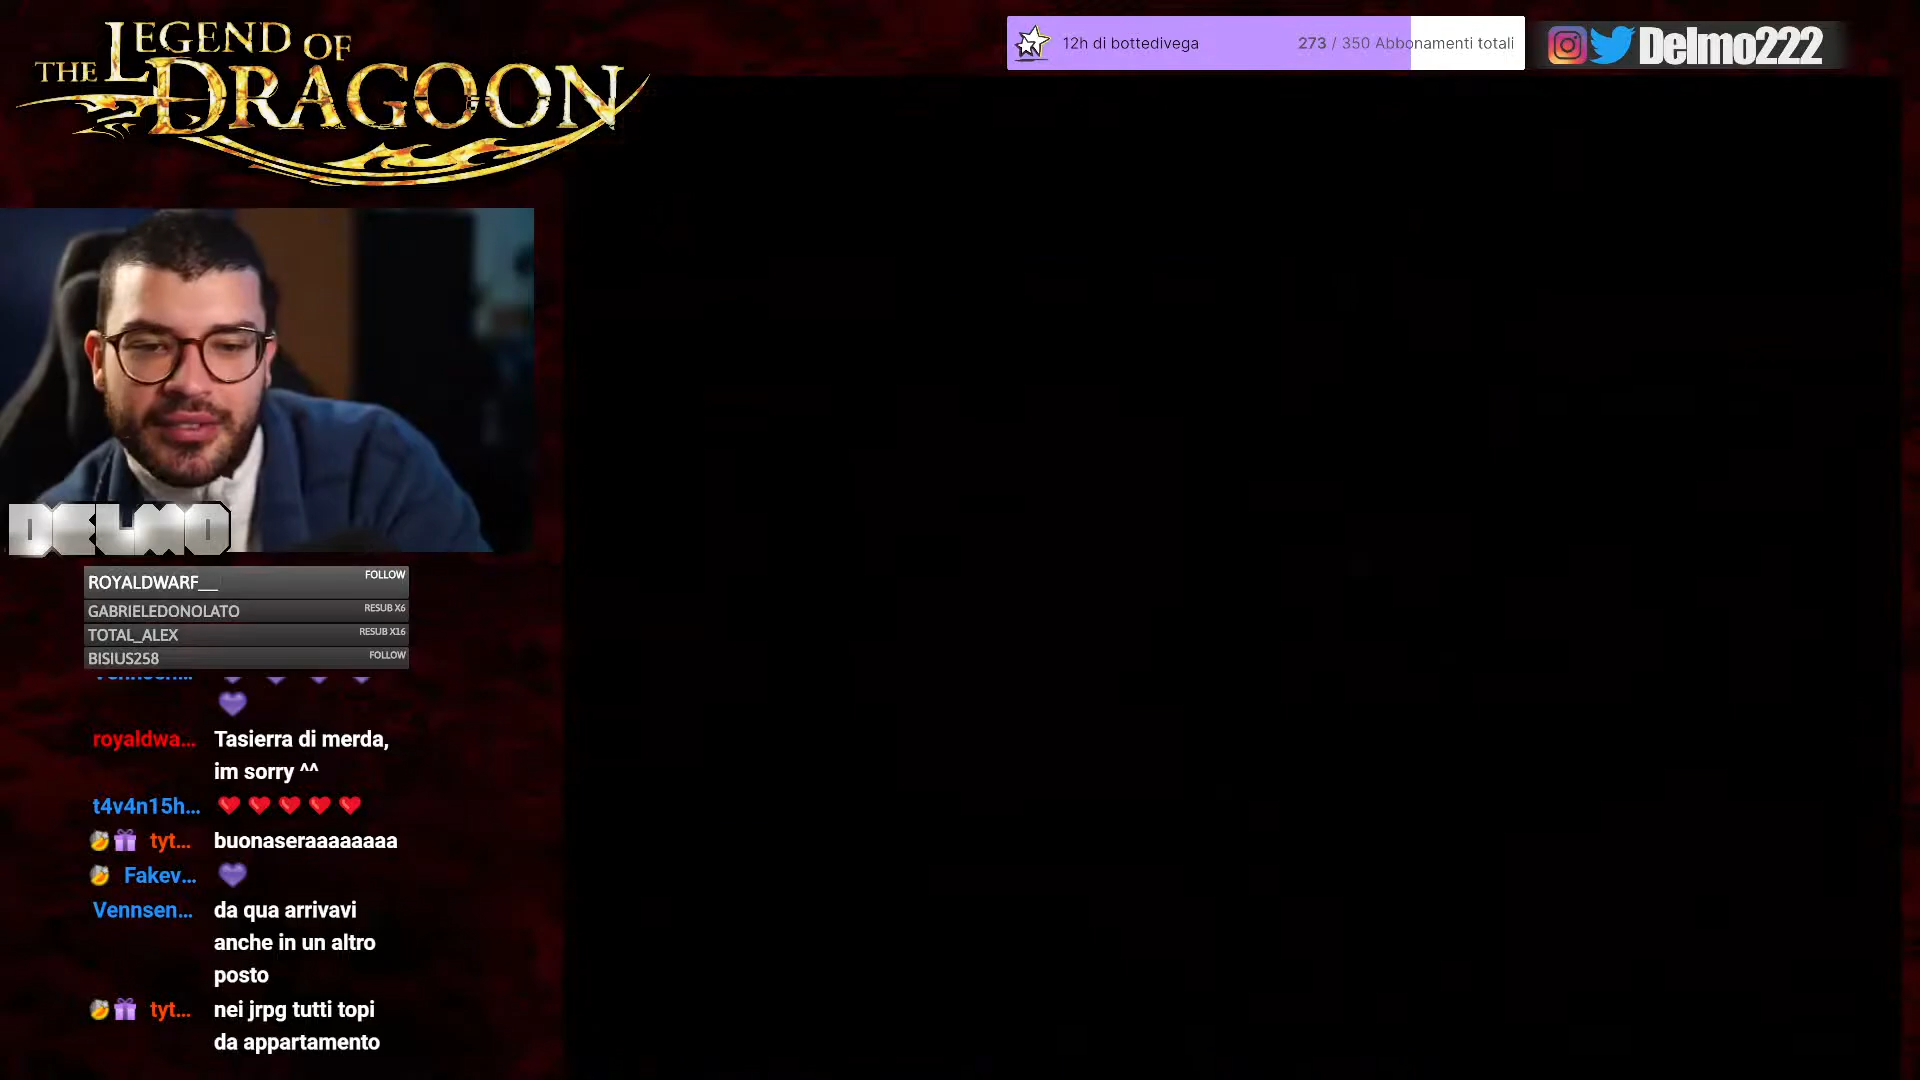 THE LEGEND OF
DRAGOON
12h di bottedivega
273 / 350 Abbonamenti totali
Delmo222
DELMO
ROYALDWARF__ FOLLOW
GABRIELEDONOLATO RESUB X6
TOTAL_ALEX RESUB X16
BISIUS258 FOLLOW
royaldwa... Tasierra di merda,
im sorry ^^
t4v4n15h... ❤️ ❤️ ❤️ ❤️ ❤️
tyt... buonaseraaaaaaaa
Fakev... 💜
Vennsen... da qua arrivavi
anche in un altro
posto
tyt... nei jrpg tutti topi
da appartamento